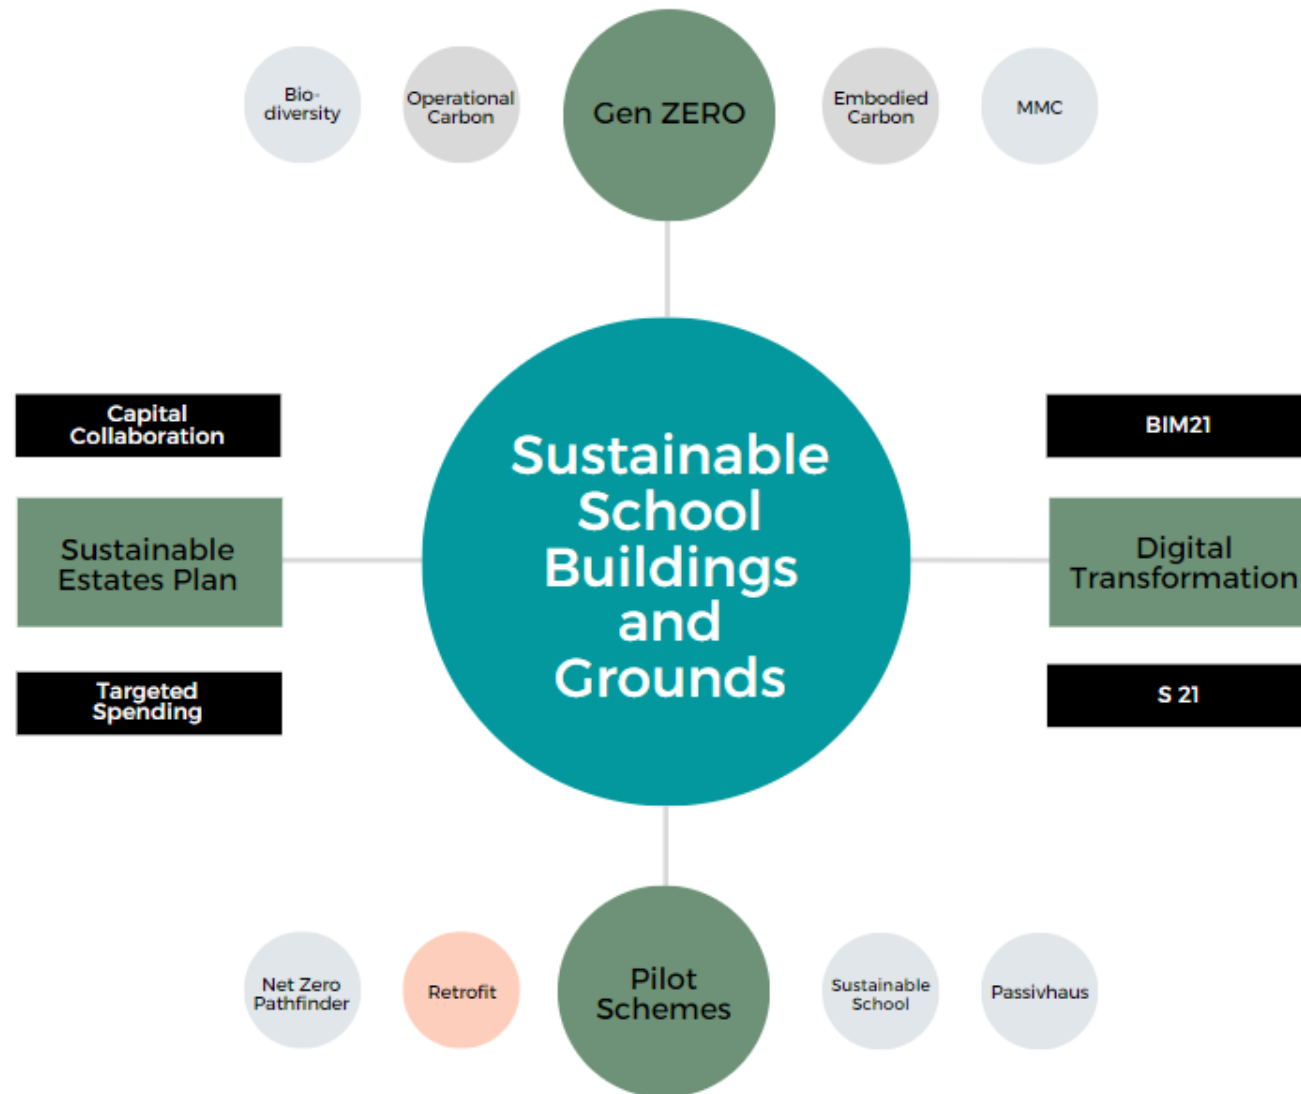 Bio-
diversity
Operational
Carbon
Gen ZERO
Embodied
Carbon
MMC
Capital
Collaboration
Sustainable
Estates Plan
Targeted
Spending
Sustainable
School
Buildings
and
Grounds
BIM21
Digital
Transformation
S 21
Net Zero
Pathfinder
Retrofit
Pilot
Schemes
Sustainable
School
Passivhaus